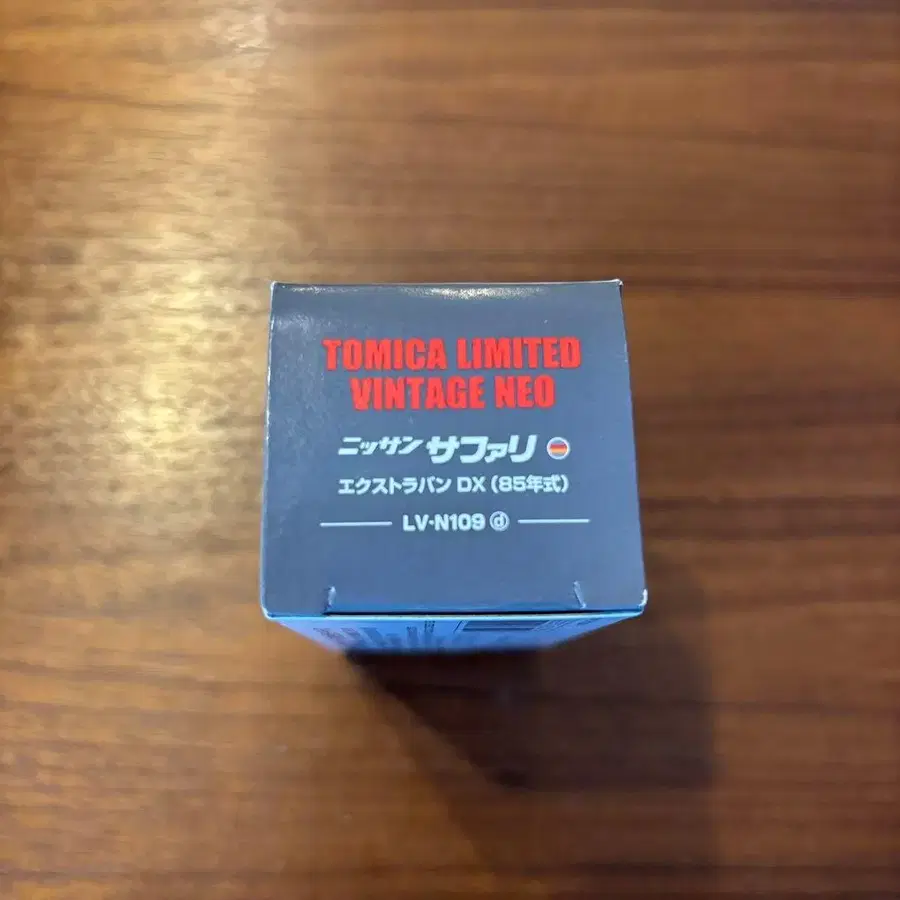 TOMICA LIMITED
VINTAGE NEO
ニッサン サファリ
エクストラバン DX (85年式)
LV-N109 ⓓ